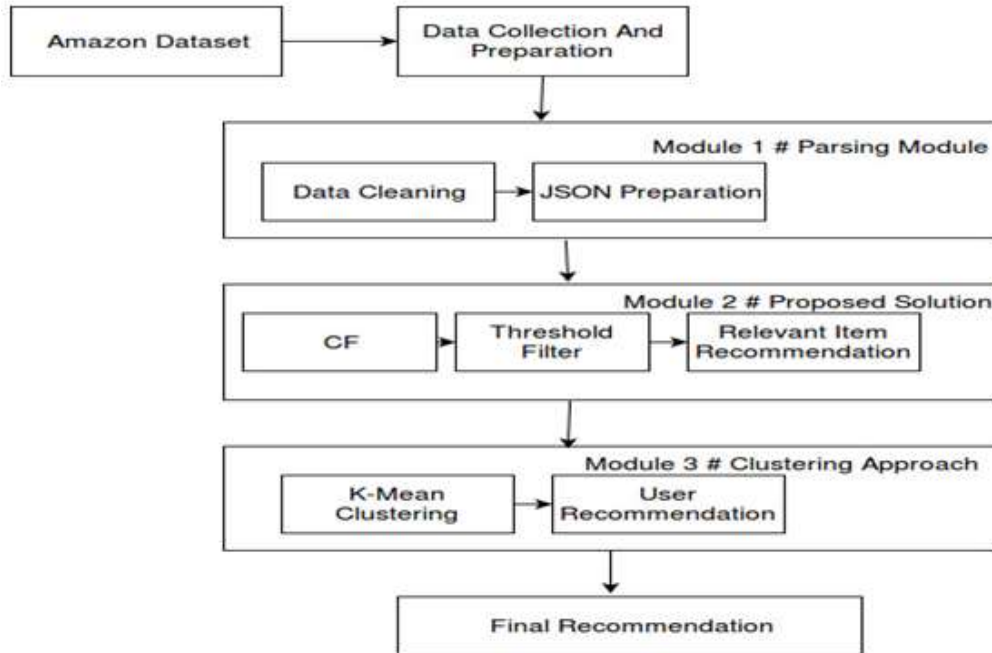 Amazon Dataset
Data Collection And
Preparation
Module 1 # Parsing Module
Data Cleaning
JSON Preparation
Module 2 # Proposed Solution
CF
Threshold
Filter
Relevant Item
Recommendation
Module 3 # Clustering Approach
K-Mean
Clustering
User
Recommendation
Final Recommendation